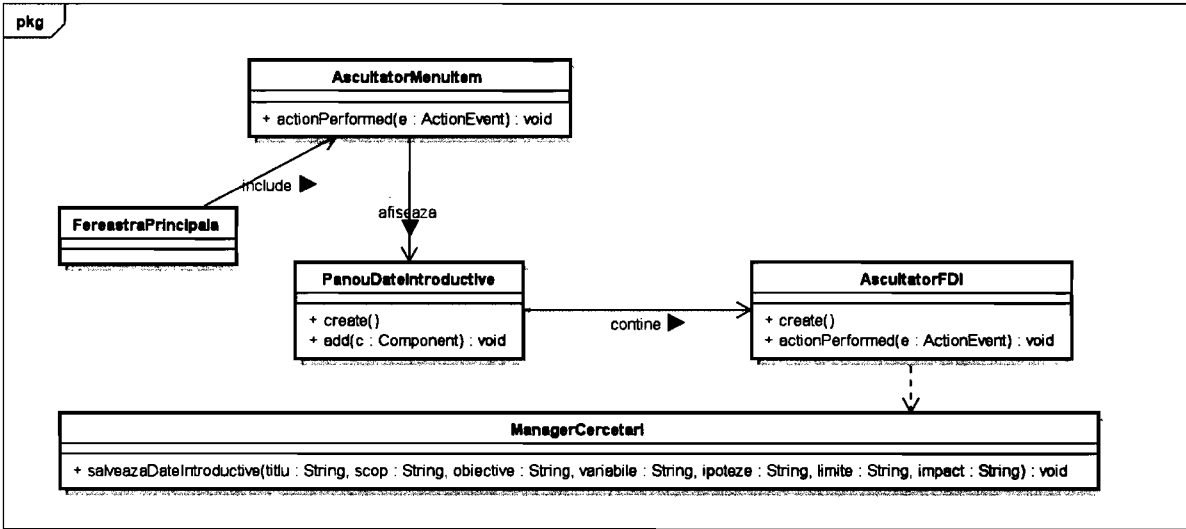 pkg
AscultatorMenuItem
+ actionPerformed(e : ActionEvent) : void
include
afiseaza
FereastraPrincipala
PanouDateIntroductive
+ create()
+ add(c : Component) : void
contine
AscultatorFDI
+ create()
+ actionPerformed(e : ActionEvent) : void
ManagerCercetari
+ salveazaDateIntroductive(titlu : String, scop : String, obiective : String, variabile : String, ipoteze : String, limite : String, impact : String) : void